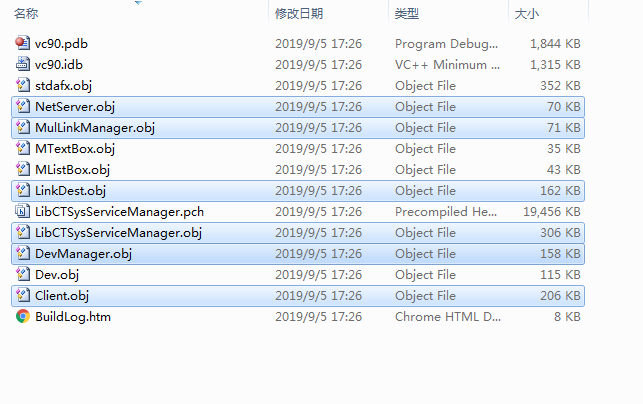 名称 修改日期 类型 大小
vc90.pdb 2019/9/5 17:26 Program Debug... 1,844 KB
vc90.idb 2019/9/5 17:26 VC++ Minimum ... 1,315 KB
stdafx.obj 2019/9/5 17:26 Object File 352 KB
NetServer.obj 2019/9/5 17:26 Object File 70 KB
MulLinkManager.obj 2019/9/5 17:26 Object File 71 KB
MTextBox.obj 2019/9/5 17:26 Object File 35 KB
MListBox.obj 2019/9/5 17:26 Object File 43 KB
LinkDest.obj 2019/9/5 17:26 Object File 162 KB
LibCTSysServiceManager.pch 2019/9/5 17:26 Precompiled He... 19,456 KB
LibCTSysServiceManager.obj 2019/9/5 17:26 Object File 306 KB
DevManager.obj 2019/9/5 17:26 Object File 158 KB
Dev.obj 2019/9/5 17:26 Object File 115 KB
Client.obj 2019/9/5 17:26 Object File 206 KB
BuildLog.htm 2019/9/5 17:26 Chrome HTML D... 8 KB